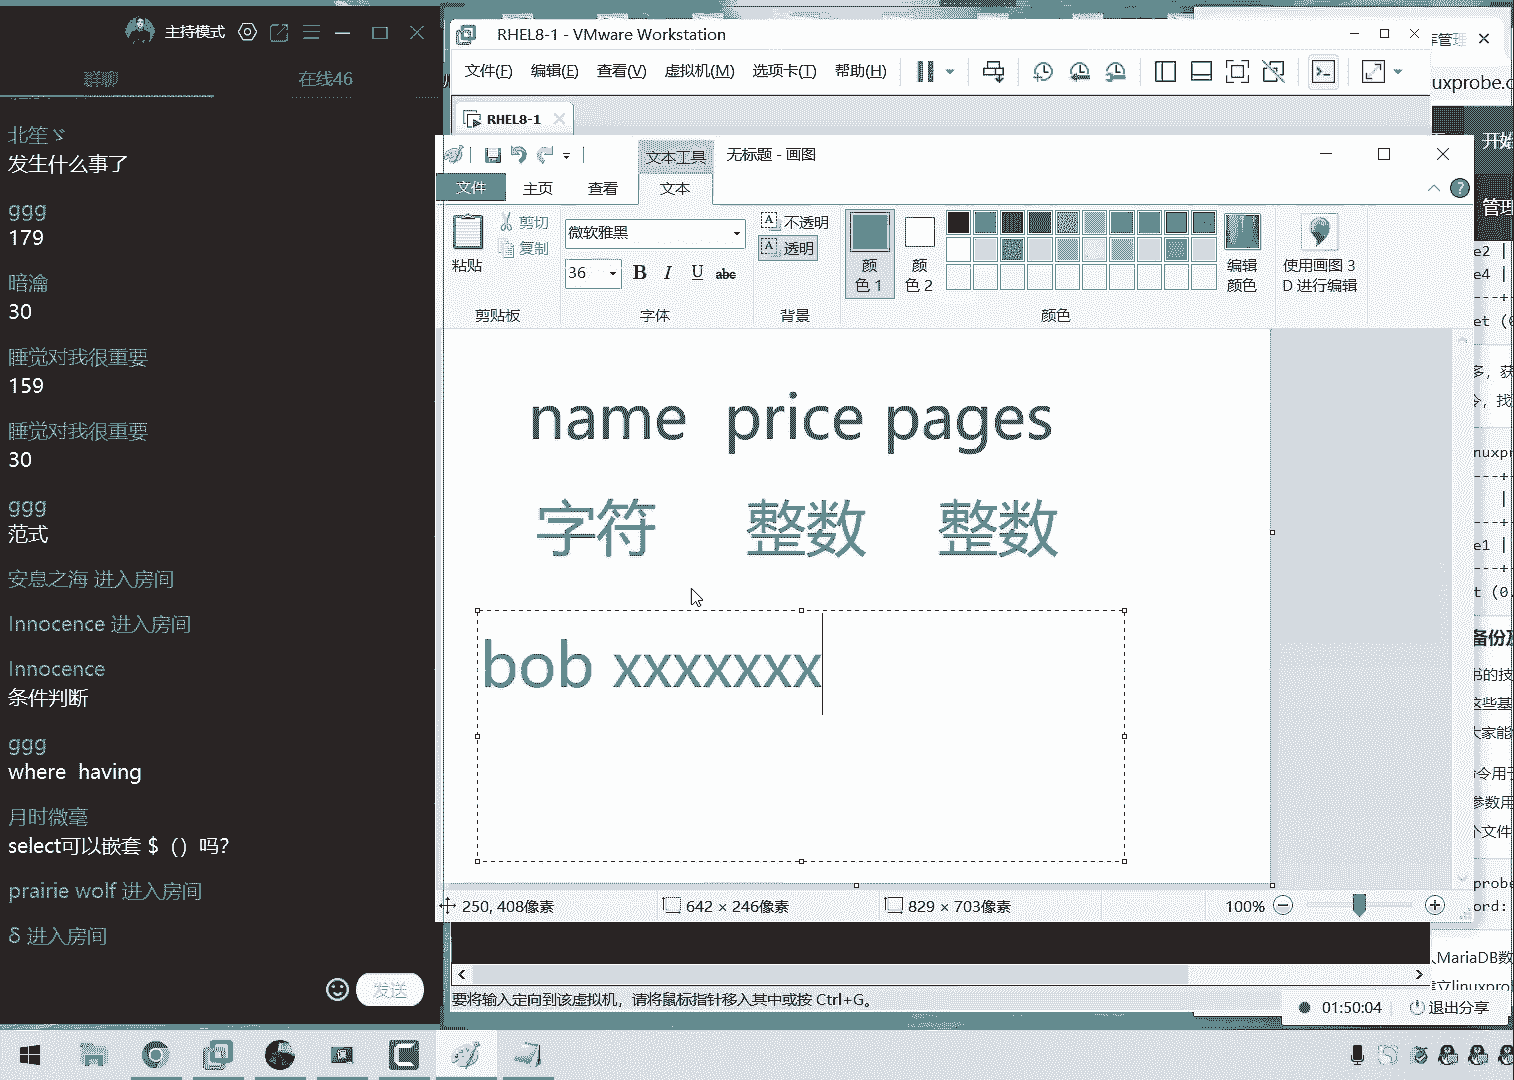 主持模式
群聊
在线46
北笙ゞ
发生什么事了
ggg
179
暗瀹
30
睡觉对我很重要
159
睡觉对我很重要
30
ggg
范式
安息之海 进入房间
Innocence 进入房间
Innocence
条件判断
ggg
where having
月时微毫
select可以嵌套 $（）吗？
prairie wolf 进入房间
δ 进入房间
发送
RHEL8-1 - VMware Workstation
文件(F) 编辑(E) 查看(V) 虚拟机(M) 选项卡(T) 帮助(H)
RHEL8-1
文本工具
无标题 - 画图
文件 主页 查看 文本
粘贴
剪切
复制
剪贴板
微软雅黑
36
B I U abc
字体
不透明
透明
背景
颜
色 1
颜
色 2
颜色
编辑
颜色
使用画图 3
D 进行编辑
name price pages
字符 整数 整数
bob xxxxxxx
250, 408像素
642 × 246像素
829 × 703像素
100%
要将输入定向到该虚拟机，请将鼠标指针移入其中或按 Ctrl+G。
管理
uxprobe.c
开始
管理
e2 |
e4 |
et (0
多，获
令，找
nuxpr
e1 |
t (0.
备份及
书的技
这些基
大家能
命令用于
参数用
个文件
probe
ord:
MariaDB数
linuxprol
01:50:04
退出分享